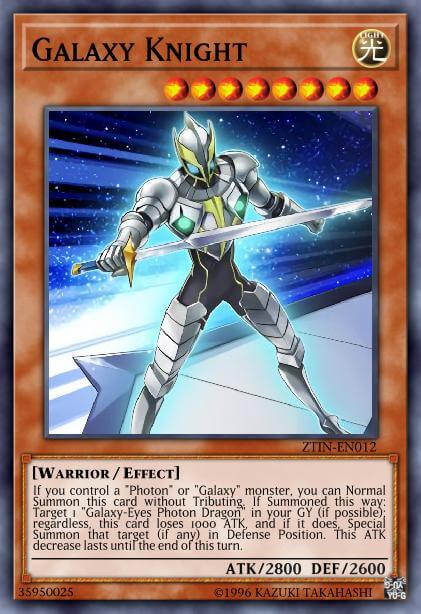 GALAXY KNIGHT
LIGHT
光
ZTIN-EN012
[WARRIOR / EFFECT]
If you control a "Photon" or "Galaxy" monster, you can Normal
Summon this card without Tributing. If Summoned this way:
Target 1 "Galaxy-Eyes Photon Dragon" in your GY (if possible);
regardless, this card loses 1000 ATK, and if it does, Special
Summon that target (if any) in Defense Position. This ATK
decrease lasts until the end of this turn.
ATK/2800 DEF/2600
35950025
©1996 KAZUKI TAKAHASHI